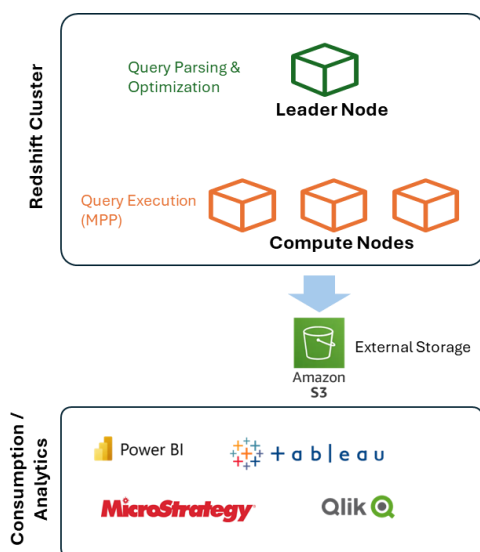 Redshift Cluster
Query Parsing &
Optimization
Leader Node
Query Execution
(MPP)
Compute Nodes
External Storage
Amazon
S3
Consumption /
Analytics
Power BI
+ableau
MicroStrategy
Qlik